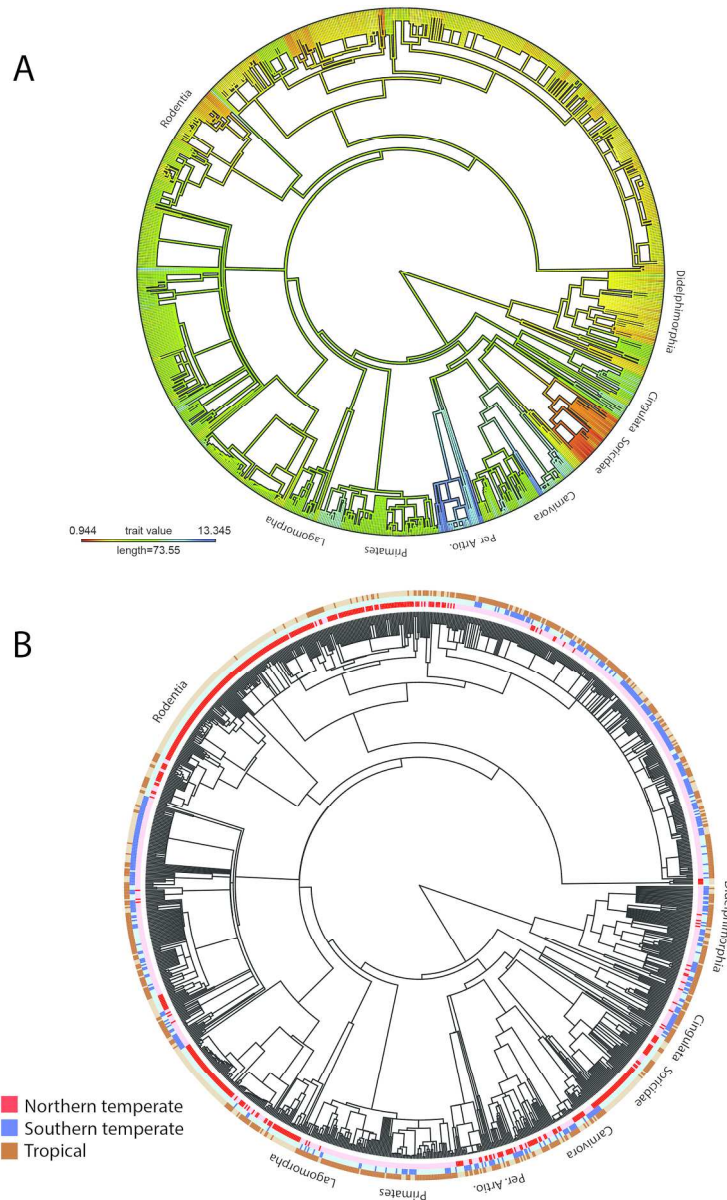 A
Rodentia
Didelphimorphia
Cingulata
Soricidae
Carnivora
Per Artio.
Primates
Lagomorpha
0.944 trait value 13.345
length=73.55
B
Rodentia
Didelphimorphia
Cingulata
Soricidae
Carnivora
Per. Artio.
Primates
Lagomorpha
Northern temperate
Southern temperate
Tropical